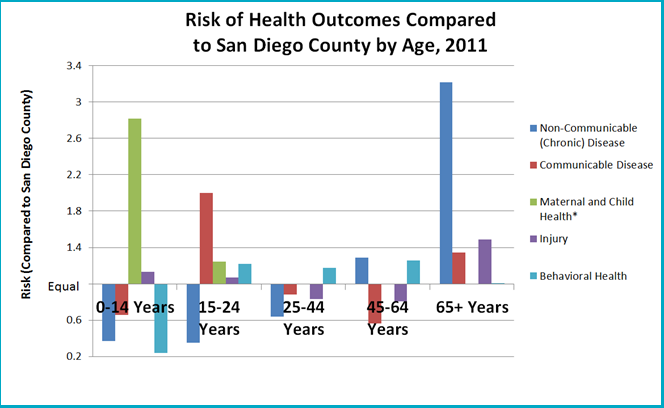 Risk of Health Outcomes Compared
to San Diego County by Age, 2011
Risk (Compared to San Diego County)
3.4
3
2.6
2.2
1.8
1.4
Equal
0.6
0.2
0-14 Years
15-24
Years
25-44
Years
45-64
Years
65+ Years
Non-Communicable
(Chronic) Disease
Communicable Disease
Maternal and Child
Health*
Injury
Behavioral Health